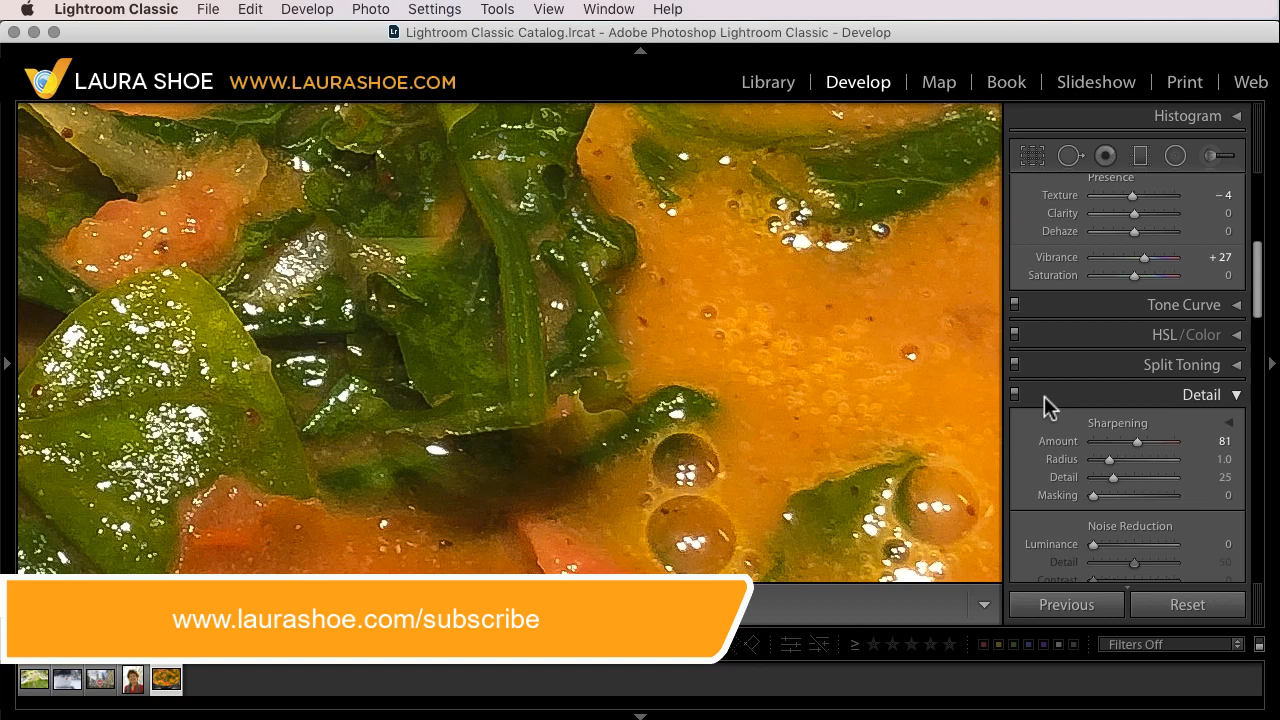 Lightroom Classic File Edit Develop Photo Settings Tools View Window Help
Lr Lightroom Classic Catalog.lrcat - Adobe Photoshop Lightroom Classic - Develop
LAURA SHOE WWW.LAURASHOE.COM Library | Develop | Map | Book | Slideshow | Print | Web
Histogram
Presence
Texture - 4
Clarity 0
Dehaze 0
Vibrance + 27
Saturation 0
Tone Curve
HSL / Color
Split Toning
Detail
Sharpening
Amount 81
Radius 1.0
Detail 25
Masking 0
Noise Reduction
Luminance 0
Detail 50
Contrast 0
Previous Reset
www.laurashoe.com/subscribe
≥ Filters Off